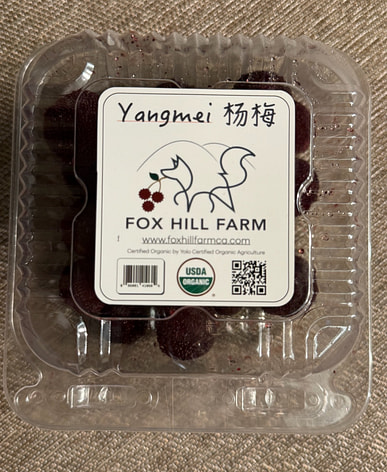 Yangmei 杨梅
FOX HILL FARM
www.foxhillfarmca.com
Certified Organic by Yolo Certified Organic Agriculture
USDA
ORGANIC